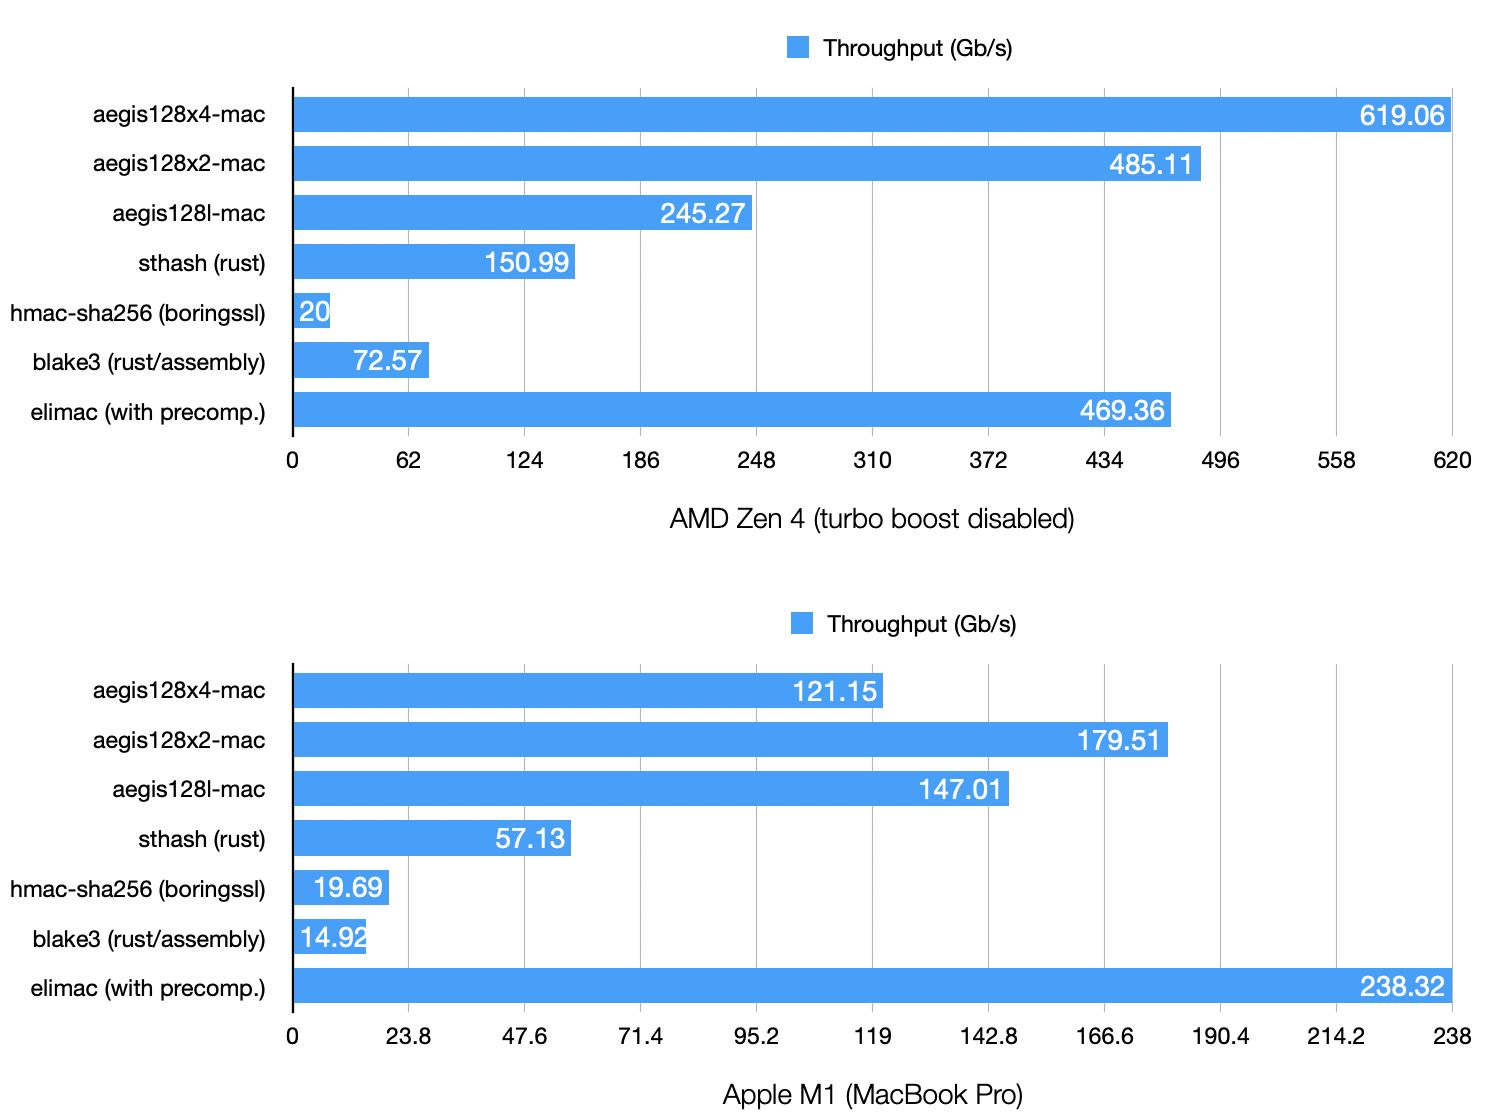 Throughput (Gb/s)
aegis128x4-mac 619.06
aegis128x2-mac 485.11
aegis128l-mac 245.27
sthash (rust) 150.99
hmac-sha256 (boringssl) 20
blake3 (rust/assembly) 72.57
elimac (with precomp.) 469.36
0 62 124 186 248 310 372 434 496 558 620
AMD Zen 4 (turbo boost disabled)
Throughput (Gb/s)
aegis128x4-mac 121.15
aegis128x2-mac 179.51
aegis128l-mac 147.01
sthash (rust) 57.13
hmac-sha256 (boringssl) 19.69
blake3 (rust/assembly) 14.92
elimac (with precomp.) 238.32
0 23.8 47.6 71.4 95.2 119 142.8 166.6 190.4 214.2 238
Apple M1 (MacBook Pro)